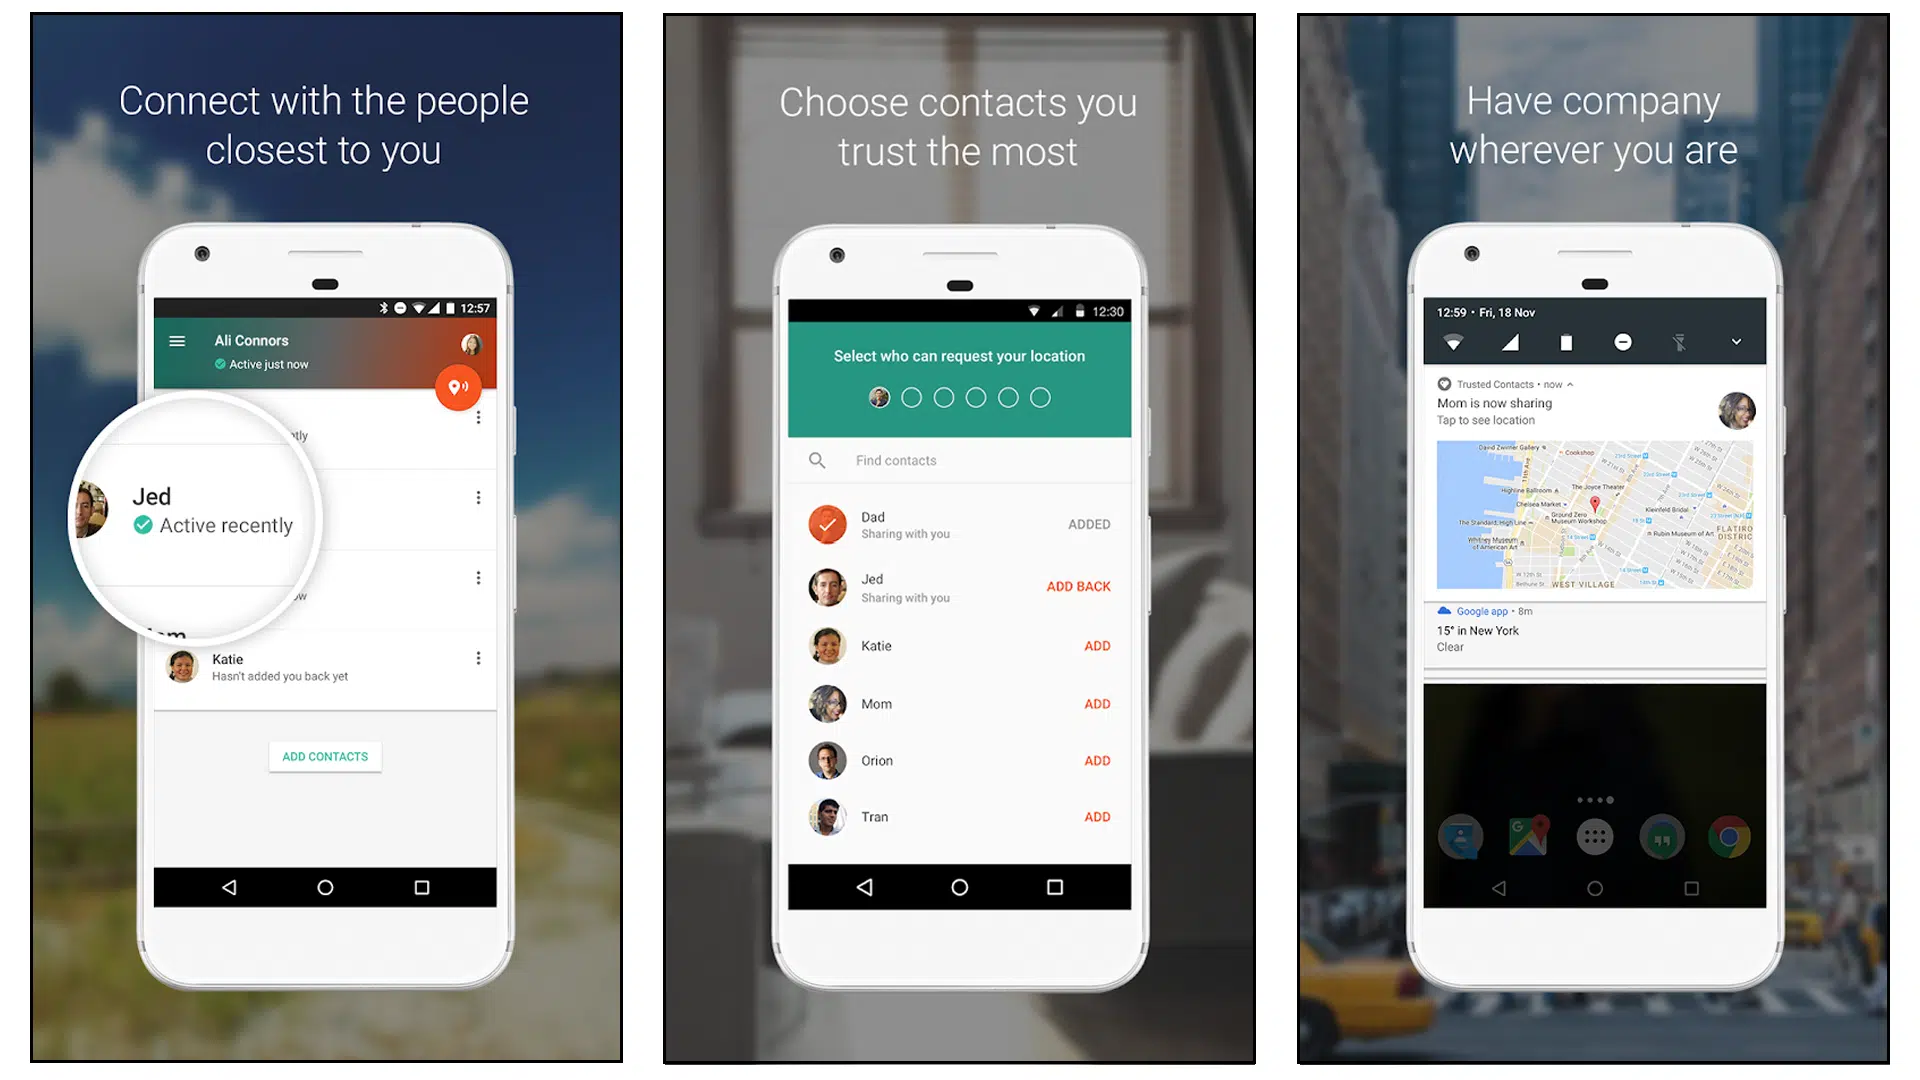 Connect with the people
closest to you
12:57
Ali Connors
Active just now
Jed
Active recently
Katie
Hasn't added you back yet
ADD CONTACTS
Choose contacts you
trust the most
12:30
Select who can request your location
Find contacts
Dad
Sharing with you
ADDED
Jed
Sharing with you
ADD BACK
Katie
ADD
Mom
ADD
Orion
ADD
Tran
ADD
Have company
wherever you are
12:59 • Fri, 18 Nov
Trusted Contacts • now
Mom is now sharing
Tap to see location
David Zwirner Gallery
Cookshop
Highline Ballroom
The Joyce Theater
Chelsea Market
Ground Zero
Museum Workshop
Kleinfeld Bridal
The Standard, High Line
Rubin Museum of Art
Whitney Museum
of American Art
FLATIRO
DISTRIC
WEST VILLAGE
Google app • 8m
15° in New York
Clear